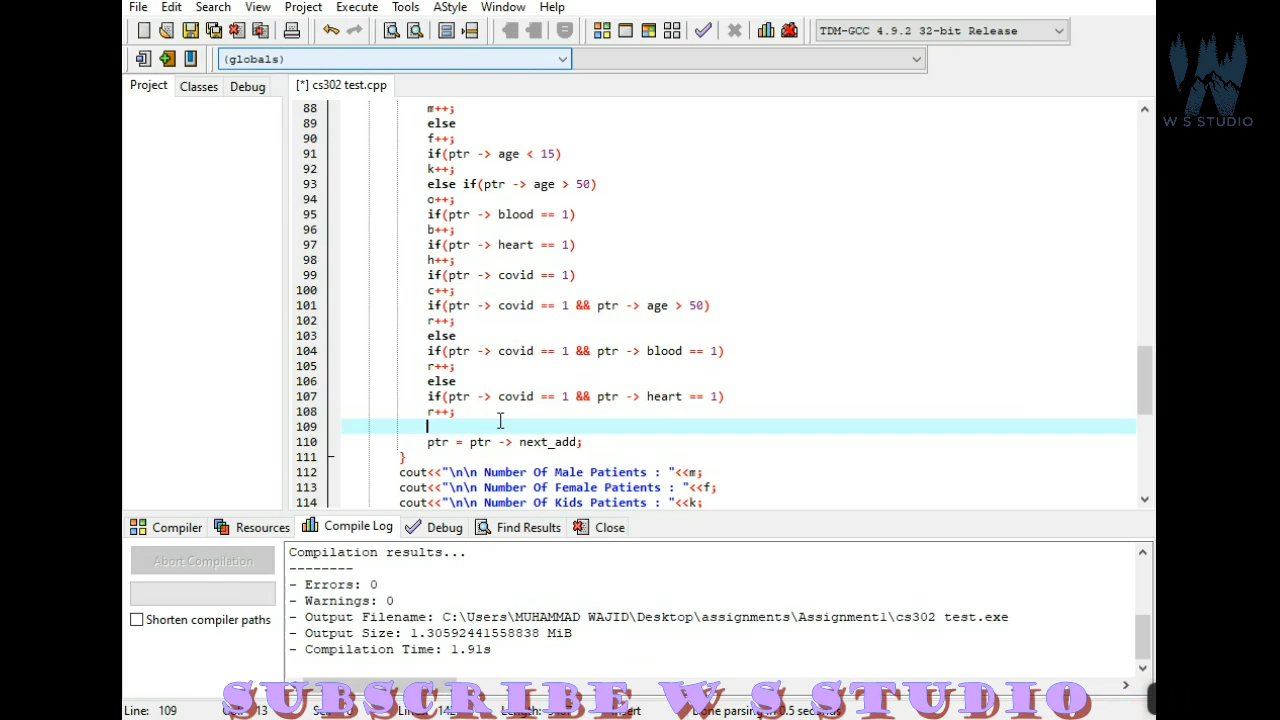 File Edit Search View Project Execute Tools AStyle Window Help
TDM-GCC 4.9.2 32-bit Release
(globals)
Project Classes Debug
[*] cs302 test.cpp
88 m++;
89 else
90 f++;
91 if(ptr -> age < 15)
92 k++;
93 else if(ptr -> age > 50)
94 o++;
95 if(ptr -> blood == 1)
96 b++;
97 if(ptr -> heart == 1)
98 h++;
99 if(ptr -> covid == 1)
100 c++;
101 if(ptr -> covid == 1 && ptr -> age > 50)
102 r++;
103 else
104 if(ptr -> covid == 1 && ptr -> blood == 1)
105 r++;
106 else
107 if(ptr -> covid == 1 && ptr -> heart == 1)
108 r++;
109
110 ptr = ptr -> next_add;
111 }
112 cout<<"\n\n Number Of Male Patients : "<<m;
113 cout<<"\n\n Number Of Female Patients : "<<f;
114 cout<<"\n\n Number Of Kids Patients : "<<k;
Compiler Resources Compile Log Debug Find Results Close
Abort Compilation
Shorten compiler paths
Compilation results...
--------
- Errors: 0
- Warnings: 0
- Output Filename: C:\Users\MUHAMMAD WAJID\Desktop\assignments\Assignment1\cs302 test.exe
- Output Size: 1.30592441558838 MiB
- Compilation Time: 1.91s
Line: 109
SUBSCRIBE W S STUDIO
W S STUDIO